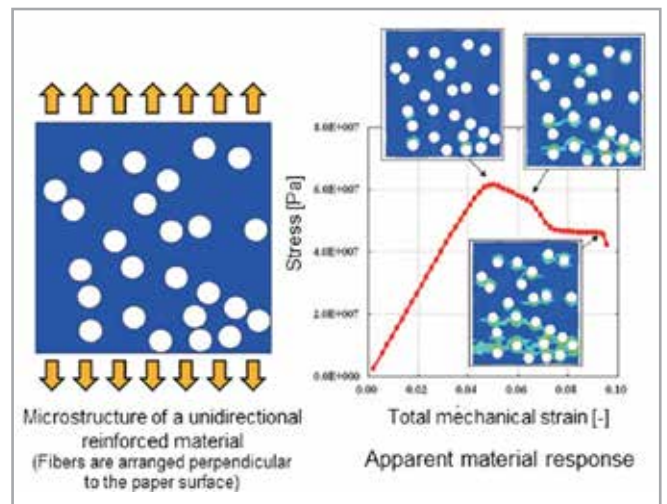 8.0E+007
6.0E+007
4.0E+007
2.0E+007
0.0E+000
Stress [Pa]
0.00 0.02 0.04 0.06 0.08 0.10
Total mechanical strain [-]
Microstructure of a unidirectional
reinforced material
(Fibers are arranged perpendicular
to the paper surface)
Apparent material response